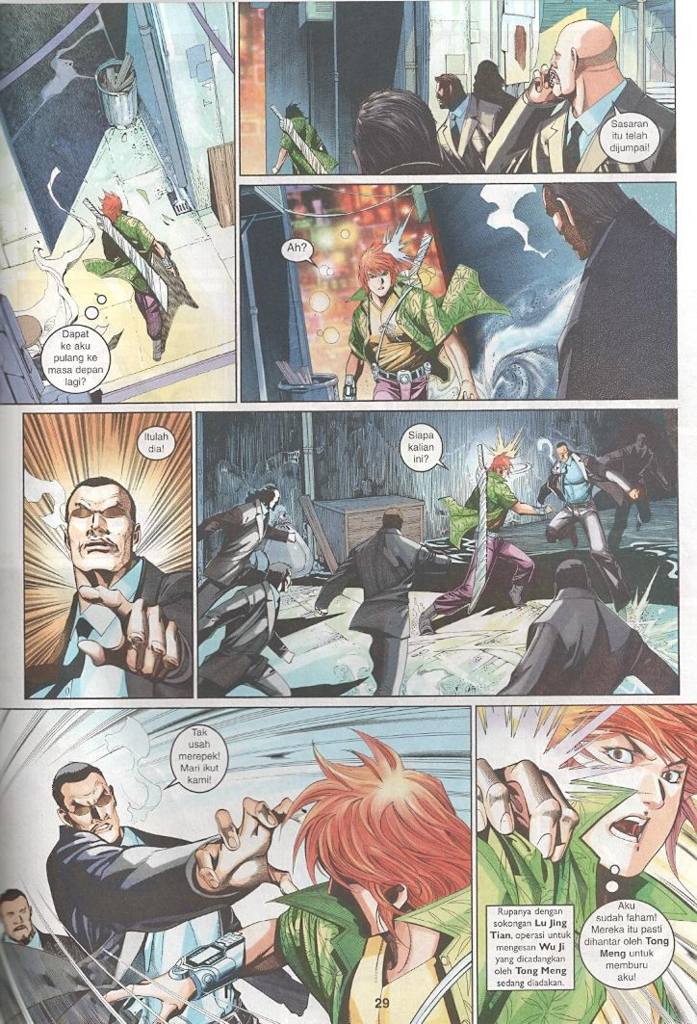 Dapat
ke aku
pulang ke
masa depan
lagi?
Sasaran
itu telah
dijumpai!
Ah?
Itulah
dia!
Siapa
kalian
ini?
Tak
usah
merepek!
Mari ikut
kami!
Rupanya dengan
sokongan Lu Jing
Tian, operasi untuk
mengesan Wu Ji
yang dicadangkan
oleh Tong Meng
sedang diadakan.
Aku
sudah faham!
Mereka itu pasti
dihantar oleh Tong
Meng untuk
memburu
aku!
29